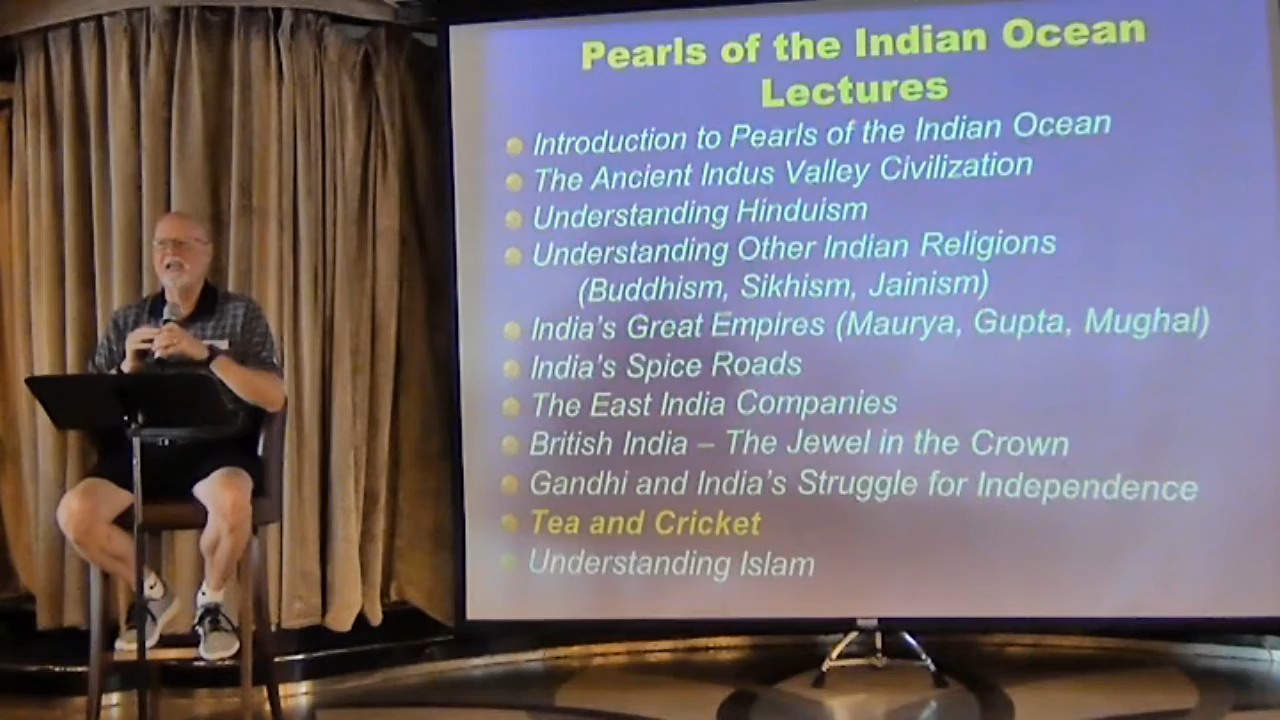 Pearls of the Indian Ocean
Lectures
Introduction to Pearls of the Indian Ocean
The Ancient Indus Valley Civilization
Understanding Hinduism
Understanding Other Indian Religions
(Buddhism, Sikhism, Jainism)
India's Great Empires (Maurya, Gupta, Mughal)
India's Spice Roads
The East India Companies
British India – The Jewel in the Crown
Gandhi and India's Struggle for Independence
Tea and Cricket
Understanding Islam